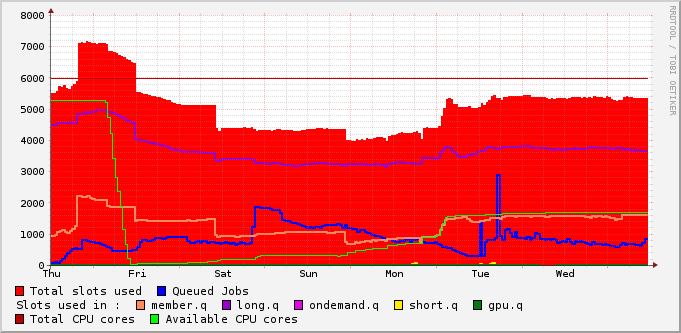 8000
7000
6000
5000
4000
3000
2000
1000
0
Thu Fri Sat Sun Mon Tue Wed
RRDTOOL / TOBI OETIKER
Total slots used Queued Jobs
Slots used in : member.q long.q ondemand.q short.q gpu.q
Total CPU cores Available CPU cores